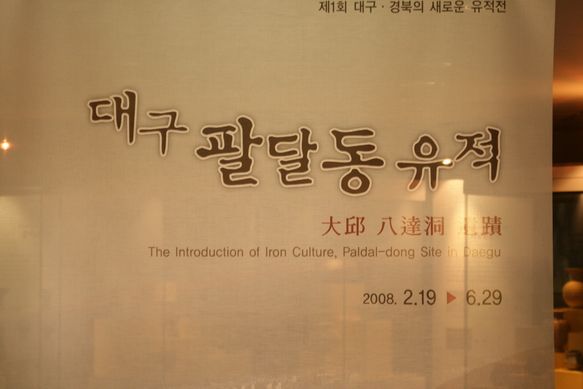 제1회 대구·경북의 새로운 유적전
대구 팔달동 유적
大邱 八達洞 遺蹟
The Introduction of Iron Culture, Paldal-dong Site in Daegu
2008. 2.19 ▶ 6.29